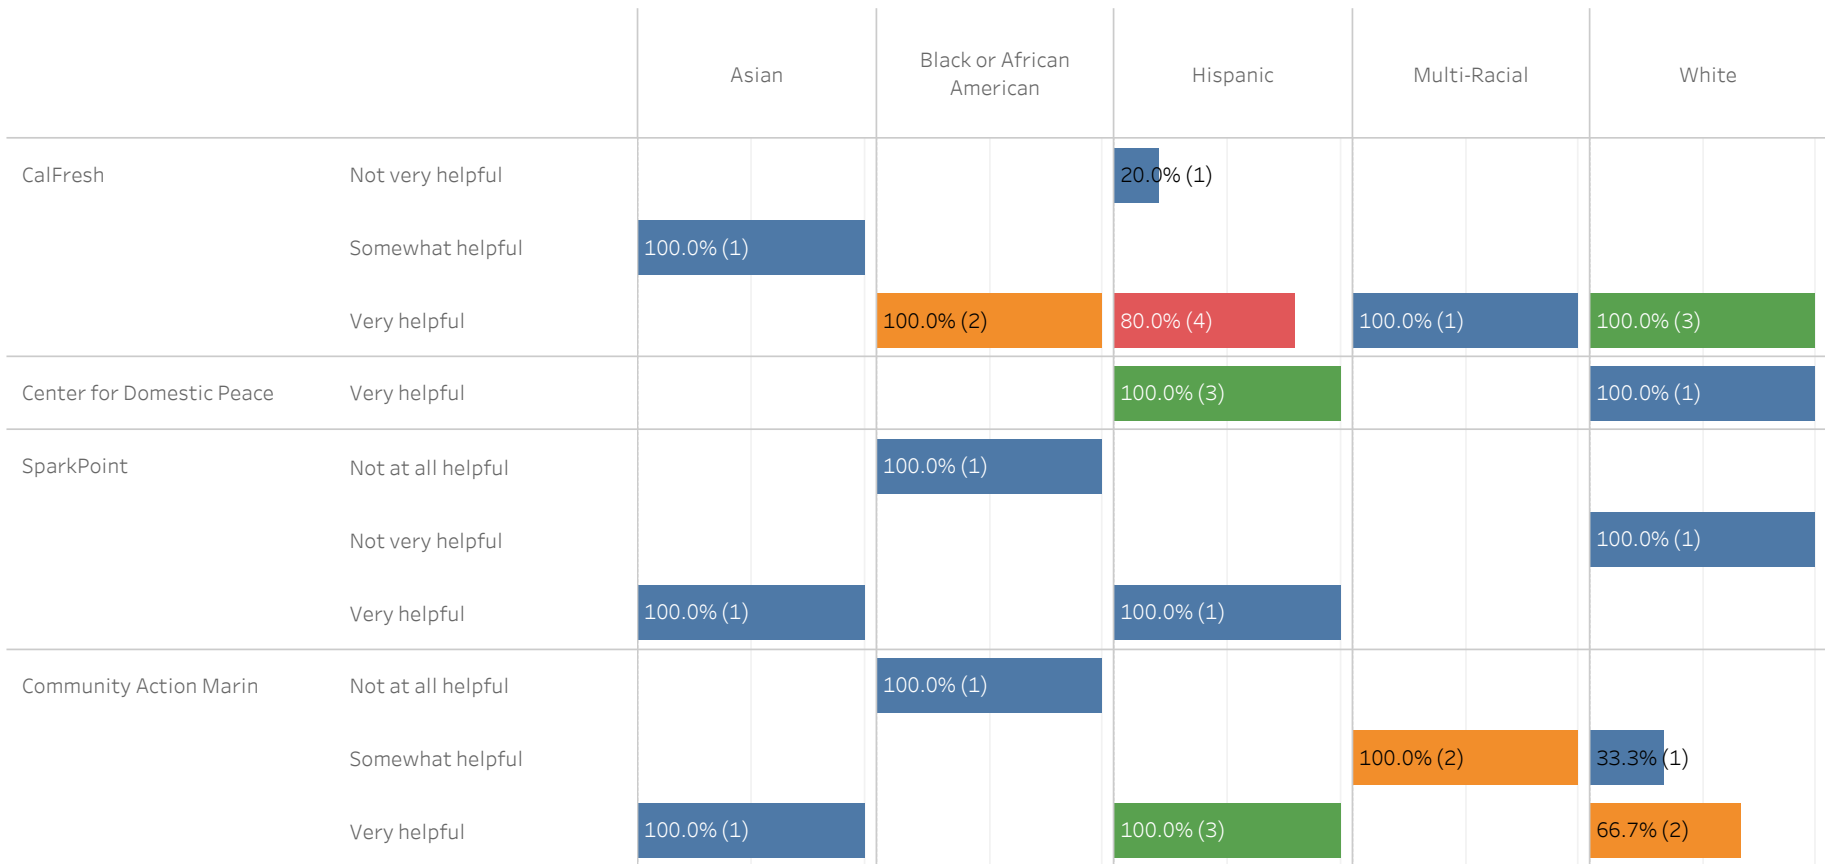 Asian
Black or African
American
Hispanic
Multi-Racial
White
CalFresh
Not very helpful
20.0% (1)
Somewhat helpful
100.0% (1)
Very helpful
100.0% (2)
80.0% (4)
100.0% (1)
100.0% (3)
Center for Domestic Peace
Very helpful
100.0% (3)
100.0% (1)
SparkPoint
Not at all helpful
100.0% (1)
Not very helpful
100.0% (1)
Very helpful
100.0% (1)
100.0% (1)
Community Action Marin
Not at all helpful
100.0% (1)
Somewhat helpful
100.0% (2)
33.3% (1)
Very helpful
100.0% (1)
100.0% (3)
66.7% (2)